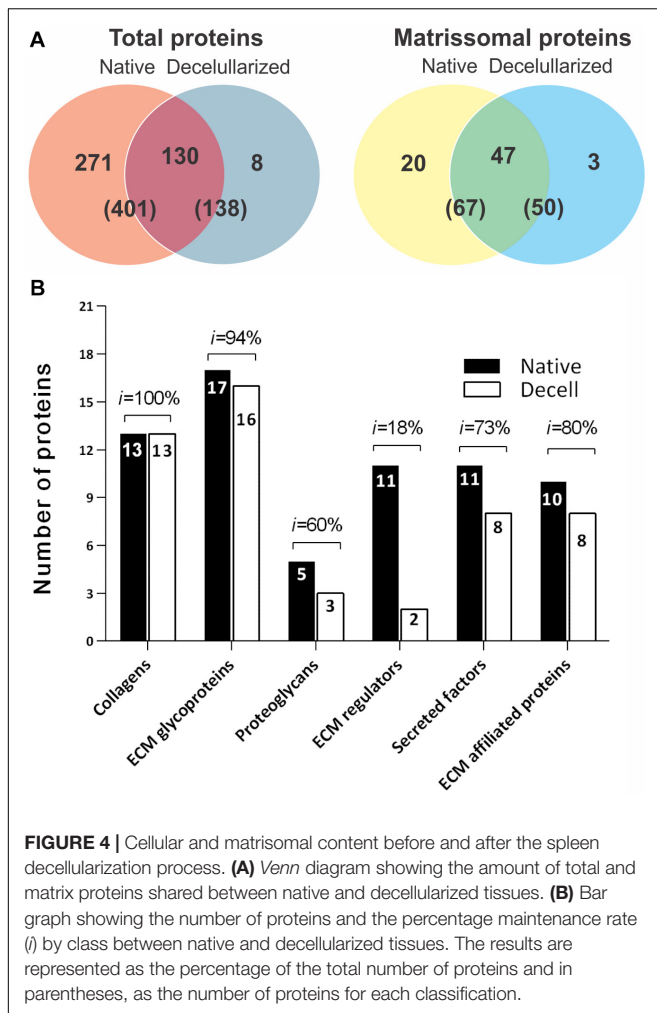 A
Total proteins
Matrissomal proteins
Native Decelullarized
Native Decelullarized
271 130 8
(401) (138)
20 47 3
(67) (50)
B
Number of proteins
21
18
15
12
9
6
3
0
i=100%
i=94%
i=60%
i=18%
i=73%
i=80%
Native
Decell
13 13
17 16
5 3
11 2
11 8
10 8
Collagens
ECM glycoproteins
Proteoglycans
ECM regulators
Secreted factors
ECM affiliated proteins
FIGURE 4 | Cellular and matrisomal content before and after the spleen
decellularization process. (A) Venn diagram showing the amount of total and
matrix proteins shared between native and decellularized tissues. (B) Bar
graph showing the number of proteins and the percentage maintenance rate
(i) by class between native and decellularized tissues. The results are
represented as the percentage of the total number of proteins and in
parentheses, as the number of proteins for each classification.